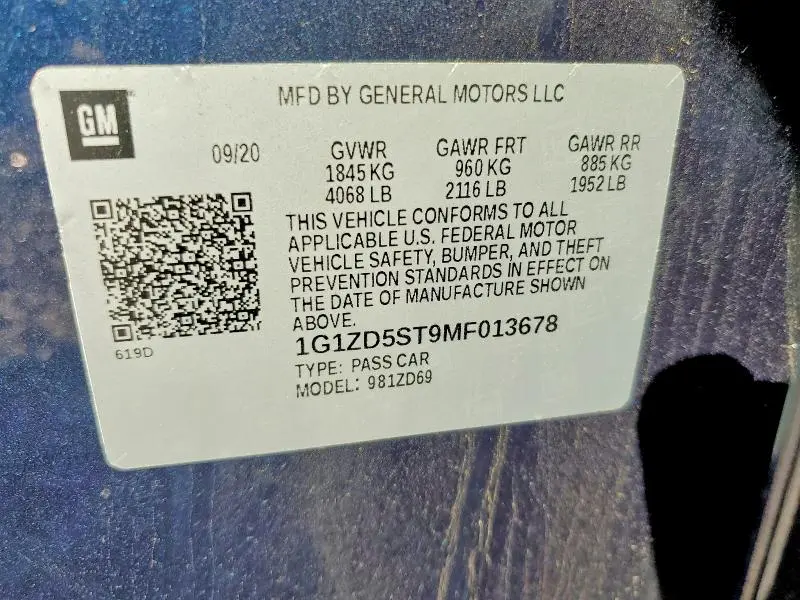 GM
MFD BY GENERAL MOTORS LLC
09/20
GVWR GAWR FRT GAWR RR
1845 KG 960 KG 885 KG
4068 LB 2116 LB 1952 LB
THIS VEHICLE CONFORMS TO ALL
APPLICABLE U.S. FEDERAL MOTOR
VEHICLE SAFETY, BUMPER, AND THEFT
PREVENTION STANDARDS IN EFFECT ON
THE DATE OF MANUFACTURE SHOWN
ABOVE.
619D
1G1ZD5ST9MF013678
TYPE: PASS CAR
MODEL: 981ZD69